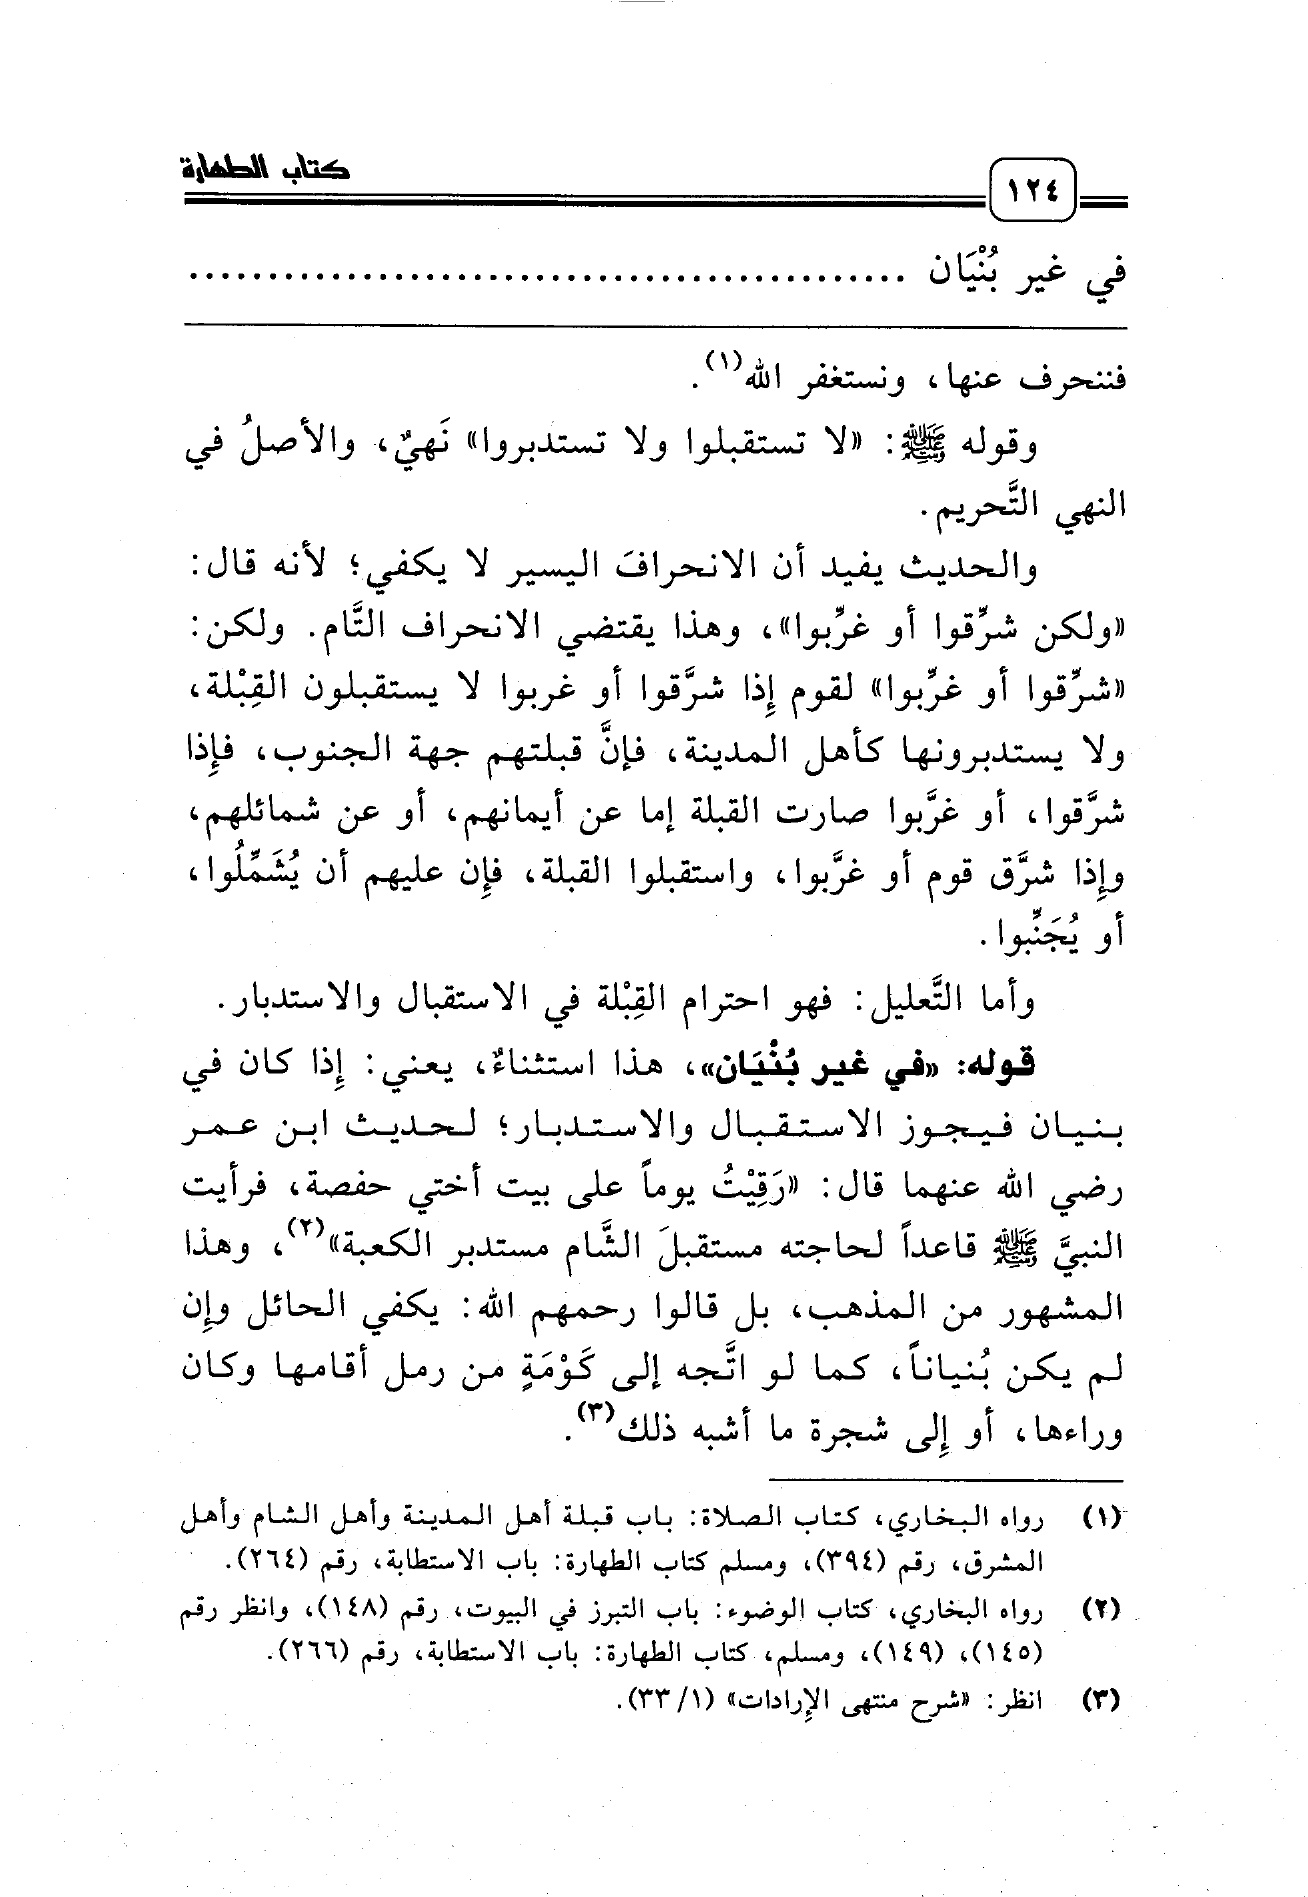 كتاب الطهارة
١٢٤
في غير بُنْيَان ..............................................
فننحرف عنها، ونستغفر الله(١).
وقوله ﷺ: «لا تستقبلوا ولا تستدبروا» نَهيٌ، والأصلُ في
النهي التَّحريم.
والحديث يفيد أن الانحرافَ اليسير لا يكفي؛ لأنه قال:
«ولكن شرِّقوا أو غرِّبوا»، وهذا يقتضي الانحراف التَّام. ولكن:
«شرِّقوا أو غرِّبوا» لقوم إِذا شرَّقوا أو غربوا لا يستقبلون القِبْلة،
ولا يستدبرونها كأهل المدينة، فإنَّ قبلتهم جهة الجنوب، فإِذا
شرَّقوا، أو غرَّبوا صارت القبلة إما عن أيمانهم، أو عن شمائلهم،
وإِذا شرَّق قوم أو غرَّبوا، واستقبلوا القبلة، فإِن عليهم أن يُشَمِّلُوا،
أو يُجَنِّبوا.
وأما التَّعليل: فهو احترام القِبْلة في الاستقبال والاستدبار.
قوله: «في غير بُنْيَان»، هذا استثناءٌ، يعني: إِذا كان في
بنيان فيجوز الاستقبال والاستدبار؛ لحديث ابن عمر
رضي الله عنهما قال: «رَقِيْتُ يوماً على بيت أختي حفصة، فرأيت
النبيَّ ﷺ قاعداً لحاجته مستقبلَ الشَّام مستدبر الكعبة»(٢)، وهذا
المشهور من المذهب، بل قالوا رحمهم الله: يكفي الحائل وإِن
لم يكن بُنياناً، كما لو اتَّجه إلى كَوْمَةٍ من رمل أقامها وكان
وراءها، أو إِلى شجرة ما أشبه ذلك(٣).
(١) رواه البخاري، كتاب الصلاة: باب قبلة أهل المدينة وأهل الشام وأهل
المشرق، رقم (٣٩٤)، ومسلم كتاب الطهارة: باب الاستطابة، رقم (٢٦٤).
(٢) رواه البخاري، كتاب الوضوء: باب التبرز في البيوت، رقم (١٤٨)، وانظر رقم
(١٤٥)، (١٤٩)، ومسلم، كتاب الطهارة: باب الاستطابة، رقم (٢٦٦).
(٣) انظر: «شرح منتهى الإِرادات» (١/ ٣٣).